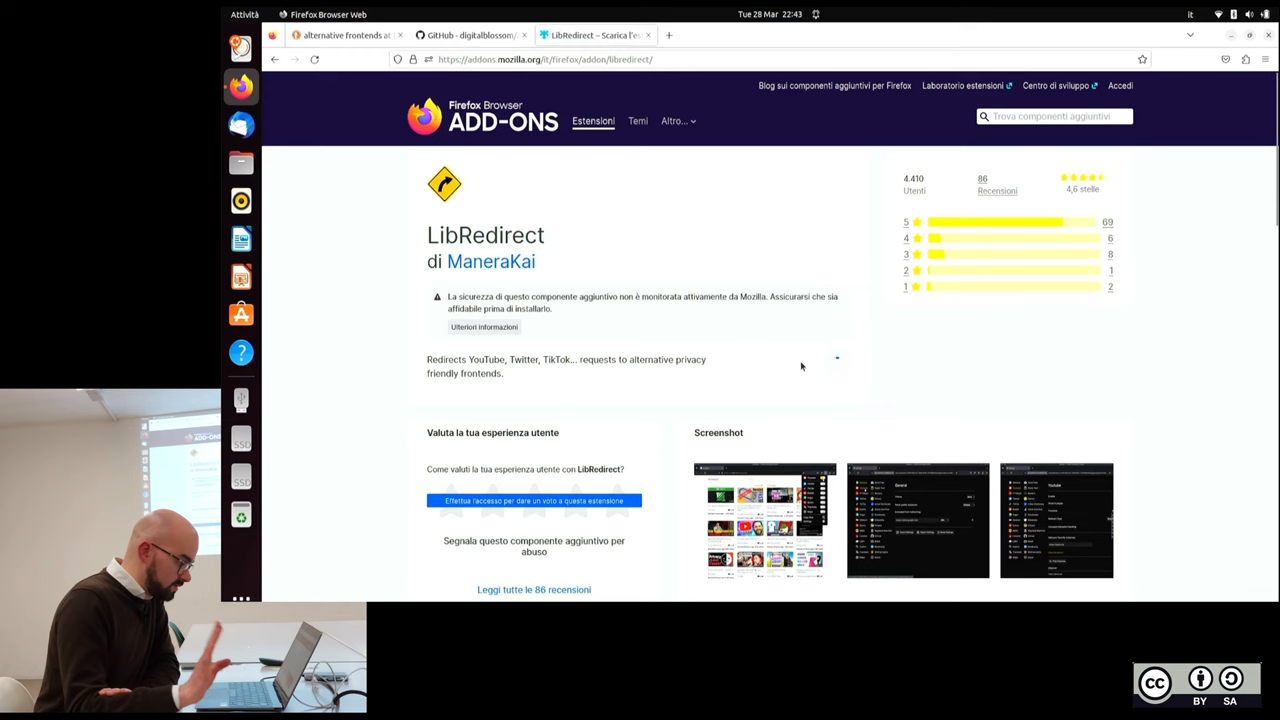 Attività
Firefox Browser Web
Tue 28 Mar 22:43
it
alternative frontends at
GitHub - digitalblossom/
LibRedirect – Scarica l'es
https://addons.mozilla.org/it/firefox/addon/libredirect/
Blog sui componenti aggiuntivi per Firefox
Laboratorio estensioni
Centro di sviluppo
Accedi
Firefox Browser
ADD-ONS
Estensioni
Temi
Altro...
Trova componenti aggiuntivi
4.410
Utenti
86
Recensioni
4,6 stelle
5 69
4 6
3 8
2 1
1 2
LibRedirect
di ManeraKai
La sicurezza di questo componente aggiuntivo non è monitorata attivamente da Mozilla. Assicurarsi che sia
affidabile prima di installarlo.
Ulteriori informazioni
Redirects YouTube, Twitter, TikTok... requests to alternative privacy
friendly frontends.
Valuta la tua esperienza utente
Come valuti la tua esperienza utente con LibRedirect?
Effettua l'accesso per dare un voto a questa estensione
Segnala questo componente aggiuntivo per
abuso
Leggi tutte le 86 recensioni
Screenshot
SSD
SSD
ADD-ONS
CC
BY SA